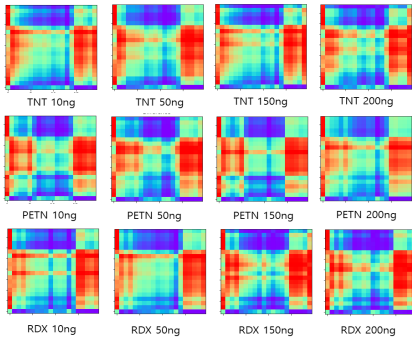 TNT 10ng TNT 50ng TNT 150ng TNT 200ng
PETN 10ng PETN 50ng PETN 150ng PETN 200ng
RDX 10ng RDX 50ng RDX 150ng RDX 200ng